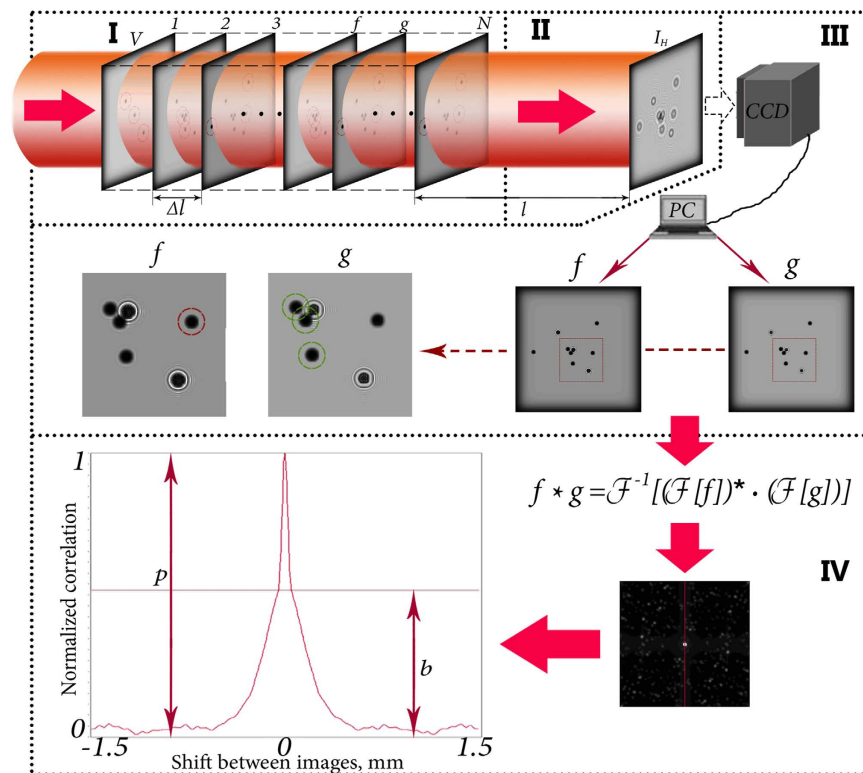 I
V
1
2
3
f
g
N
II
I_H
III
CCD
Δl
l
PC
f
g
f
g
1
p
b
0
-1.5
0
1.5
Normalized correlation
Shift between images, mm
f ⋆ g = ℱ⁻¹[(ℱ[f])* · (ℱ[g])]
IV